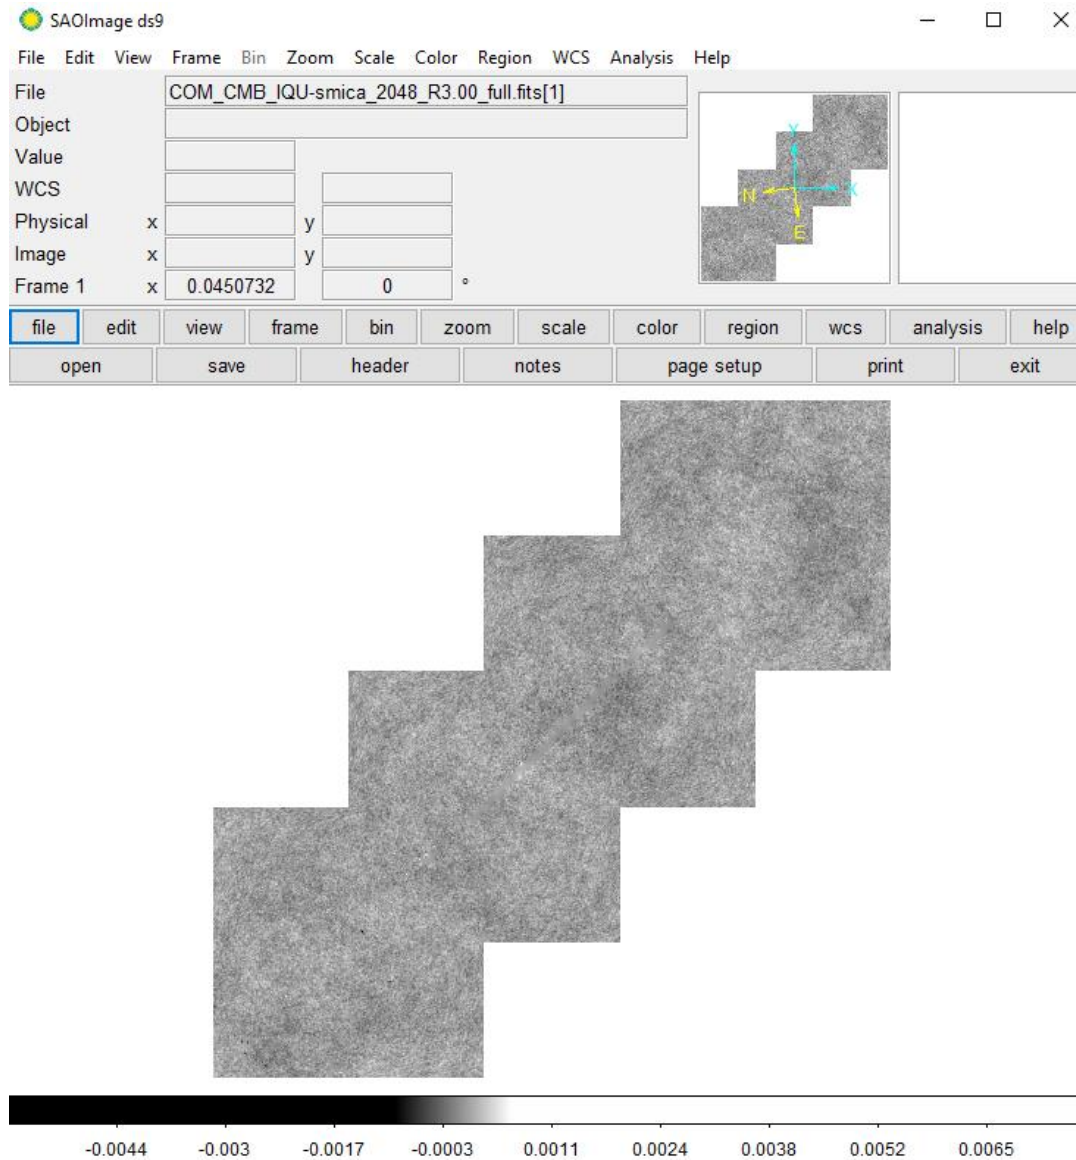 SAOImage ds9
File Edit View Frame Bin Zoom Scale Color Region WCS Analysis Help
File COM_CMB_IQU-smica_2048_R3.00_full.fits[1]
Object
Value
WCS
Physical x y
Image x y
Frame 1 x 0.0450732 0 °
Y
X
N
E
file edit view frame bin zoom scale color region wcs analysis help
open save header notes page setup print exit
-0.0044 -0.003 -0.0017 -0.0003 0.0011 0.0024 0.0038 0.0052 0.0065